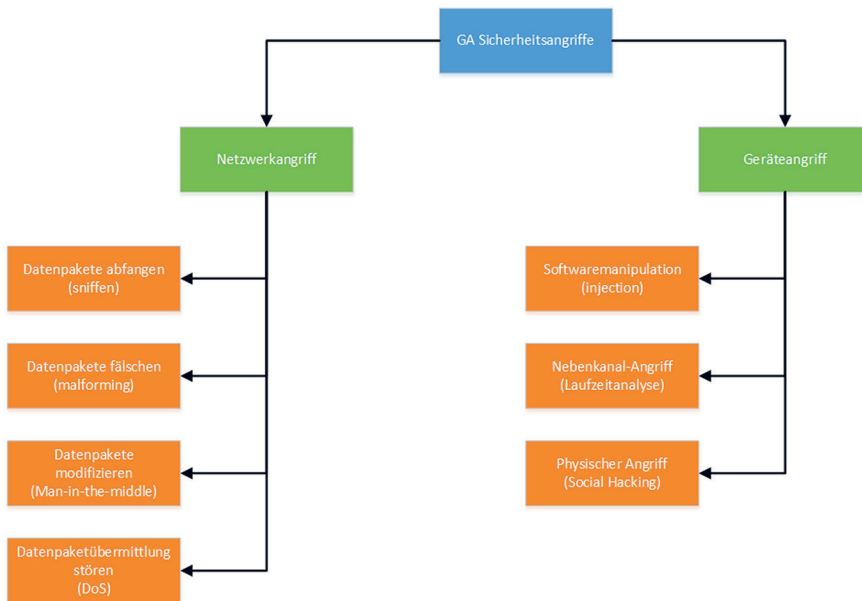 GA Sicherheitsangriffe
Netzwerkangriff
Geräteangriff
Datenpakete abfangen
(sniffen)
Datenpakete fälschen
(malforming)
Datenpakete
modifizieren
(Man-in-the-middle)
Datenpaketübermittlung
stören
(DoS)
Softwaremanipulation
(injection)
Nebenkanal-Angriff
(Laufzeitanalyse)
Physischer Angriff
(Social Hacking)